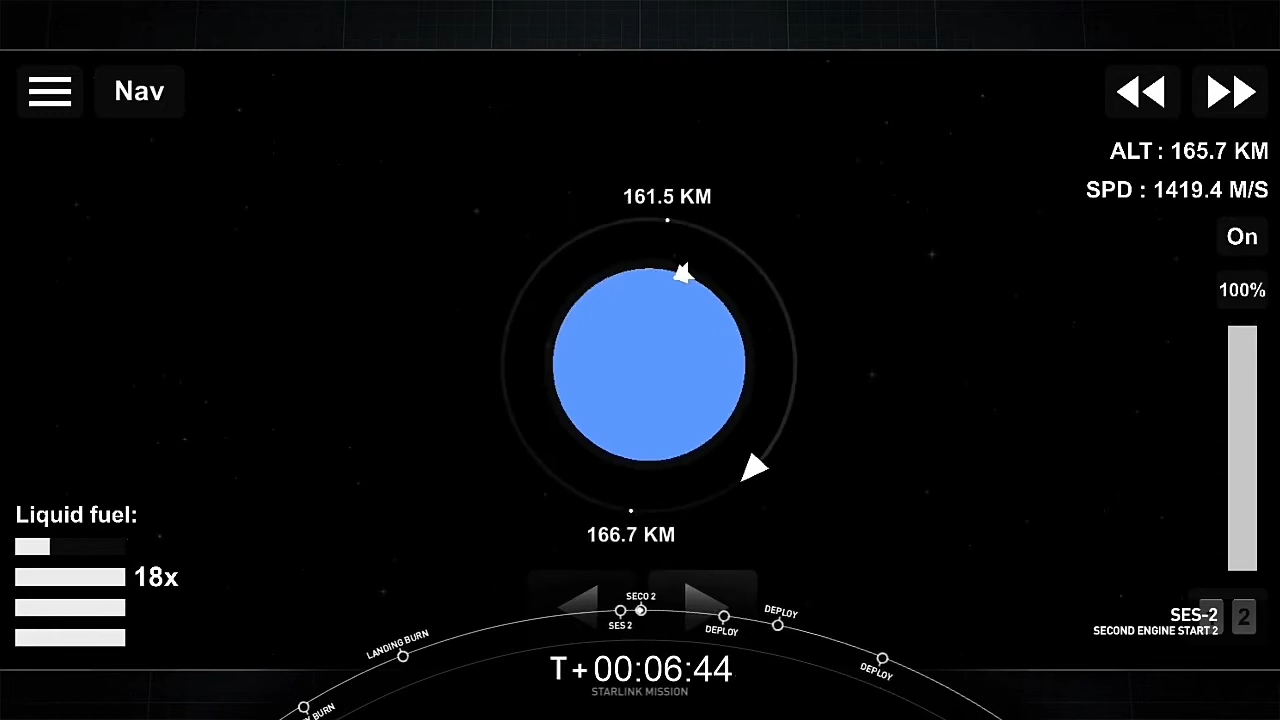 Nav
ALT : 165.7 KM
SPD : 1419.4 M/S
On
100%
161.5 KM
166.7 KM
Liquid fuel:
18x
SECO 2
SES 2
DEPLOY
DEPLOY
DEPLOY
LANDING BURN
BURN
SES-2
2
SECOND ENGINE START 2
T+00:06:44
STARLINK MISSION